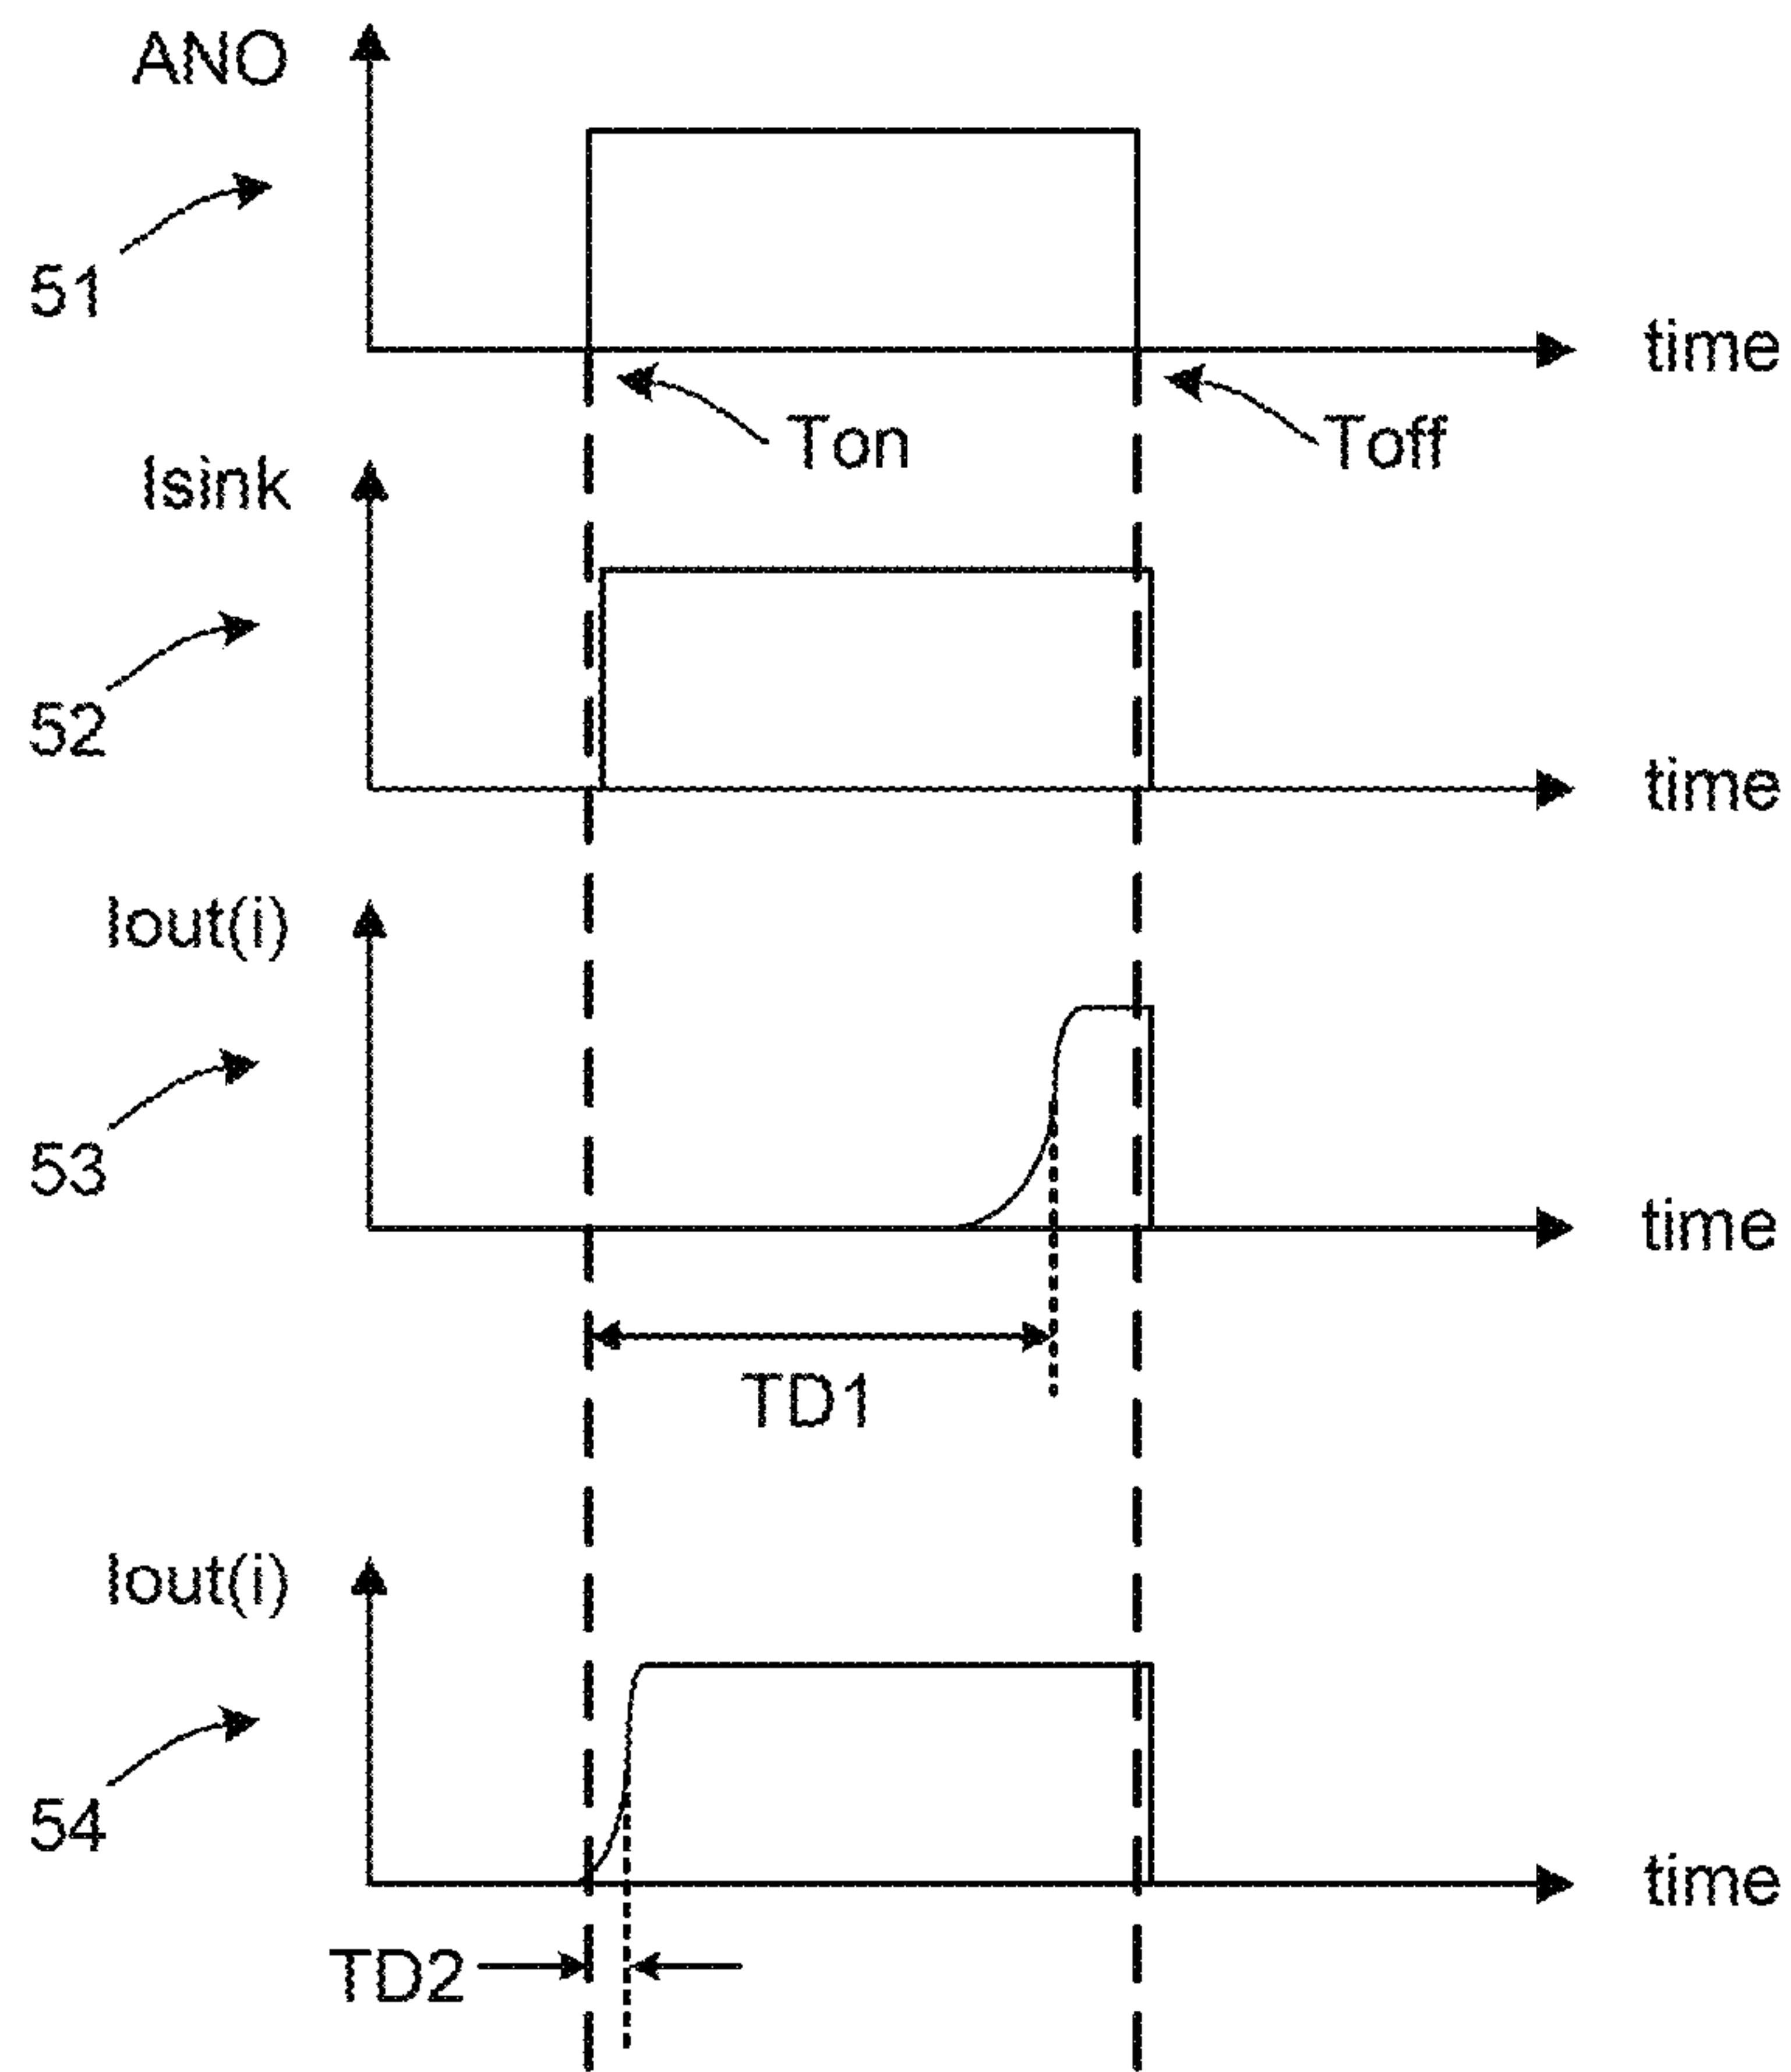 ANO
51
time
Ton
Toff
Isink
52
time
Iout(i)
53
time
TD1
Iout(i)
54
time
TD2